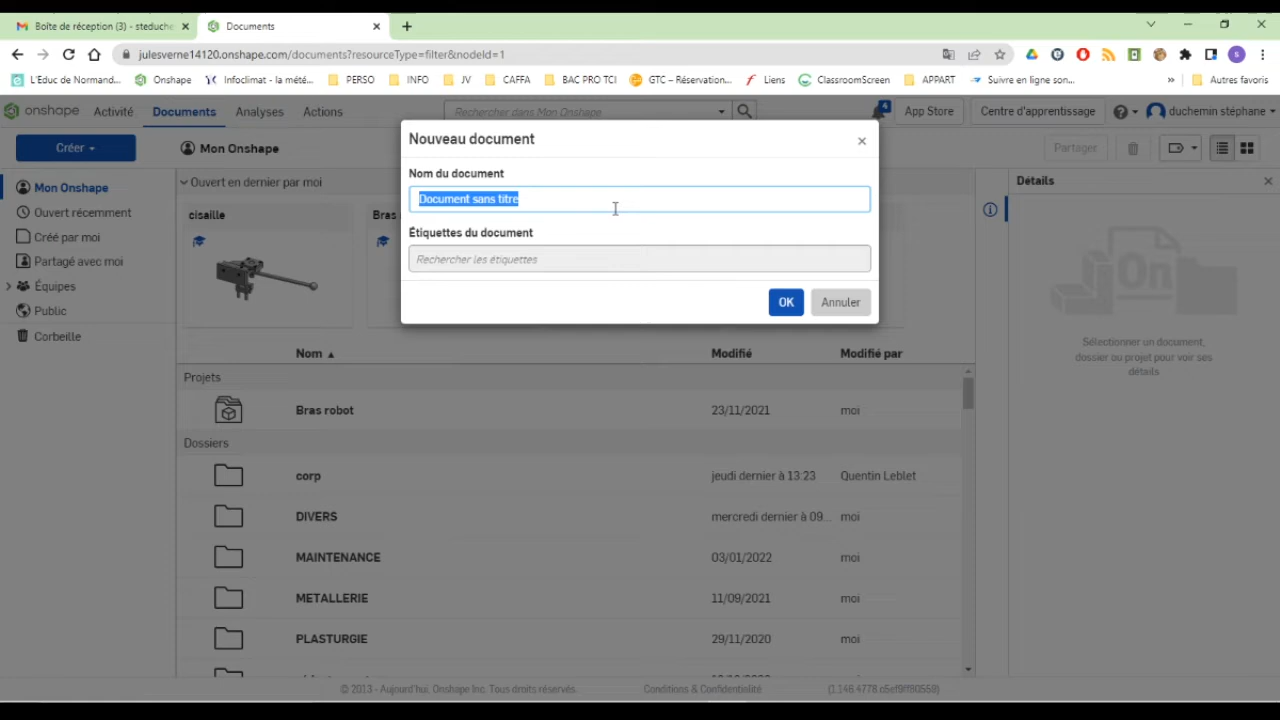 Boîte de réception (3) - steduche
Documents
julesverne14120.onshape.com/documents?resourceType=filter&nodeId=1
L'Educ de Normand...
Onshape
Infoclimat - la mété...
PERSO
INFO
JV
CAFFA
BAC PRO TCI
GTC – Réservation...
Liens
ClassroomScreen
APPART
Suivre en ligne son...
»
Autres favoris
onshape
Activité
Documents
Analyses
Actions
Rechercher dans Mon Onshape
4
App Store
Centre d'apprentissage
duchemin stéphane
Créer
Mon Onshape
Partager
Nouveau document
Nom du document
Document sans titre
Étiquettes du document
Rechercher les étiquettes
OK
Annuler
Mon Onshape
Ouvert récemment
Créé par moi
Partagé avec moi
Équipes
Public
Corbeille
Ouvert en dernier par moi
cisaille
Bras
Détails
Sélectionner un document,
dossier ou projet pour voir ses
détails
Nom
Modifié
Modifié par
Projets
Bras robot
23/11/2021
moi
Dossiers
corp
jeudi dernier à 13:23
Quentin Leblet
DIVERS
mercredi dernier à 09...
moi
MAINTENANCE
03/01/2022
moi
METALLERIE
11/09/2021
moi
PLASTURGIE
29/11/2020
moi
© 2013 - Aujourd'hui, Onshape Inc. Tous droits réservés.
Conditions & Confidentialité
(1.146.4778.c5ef9ff80558)